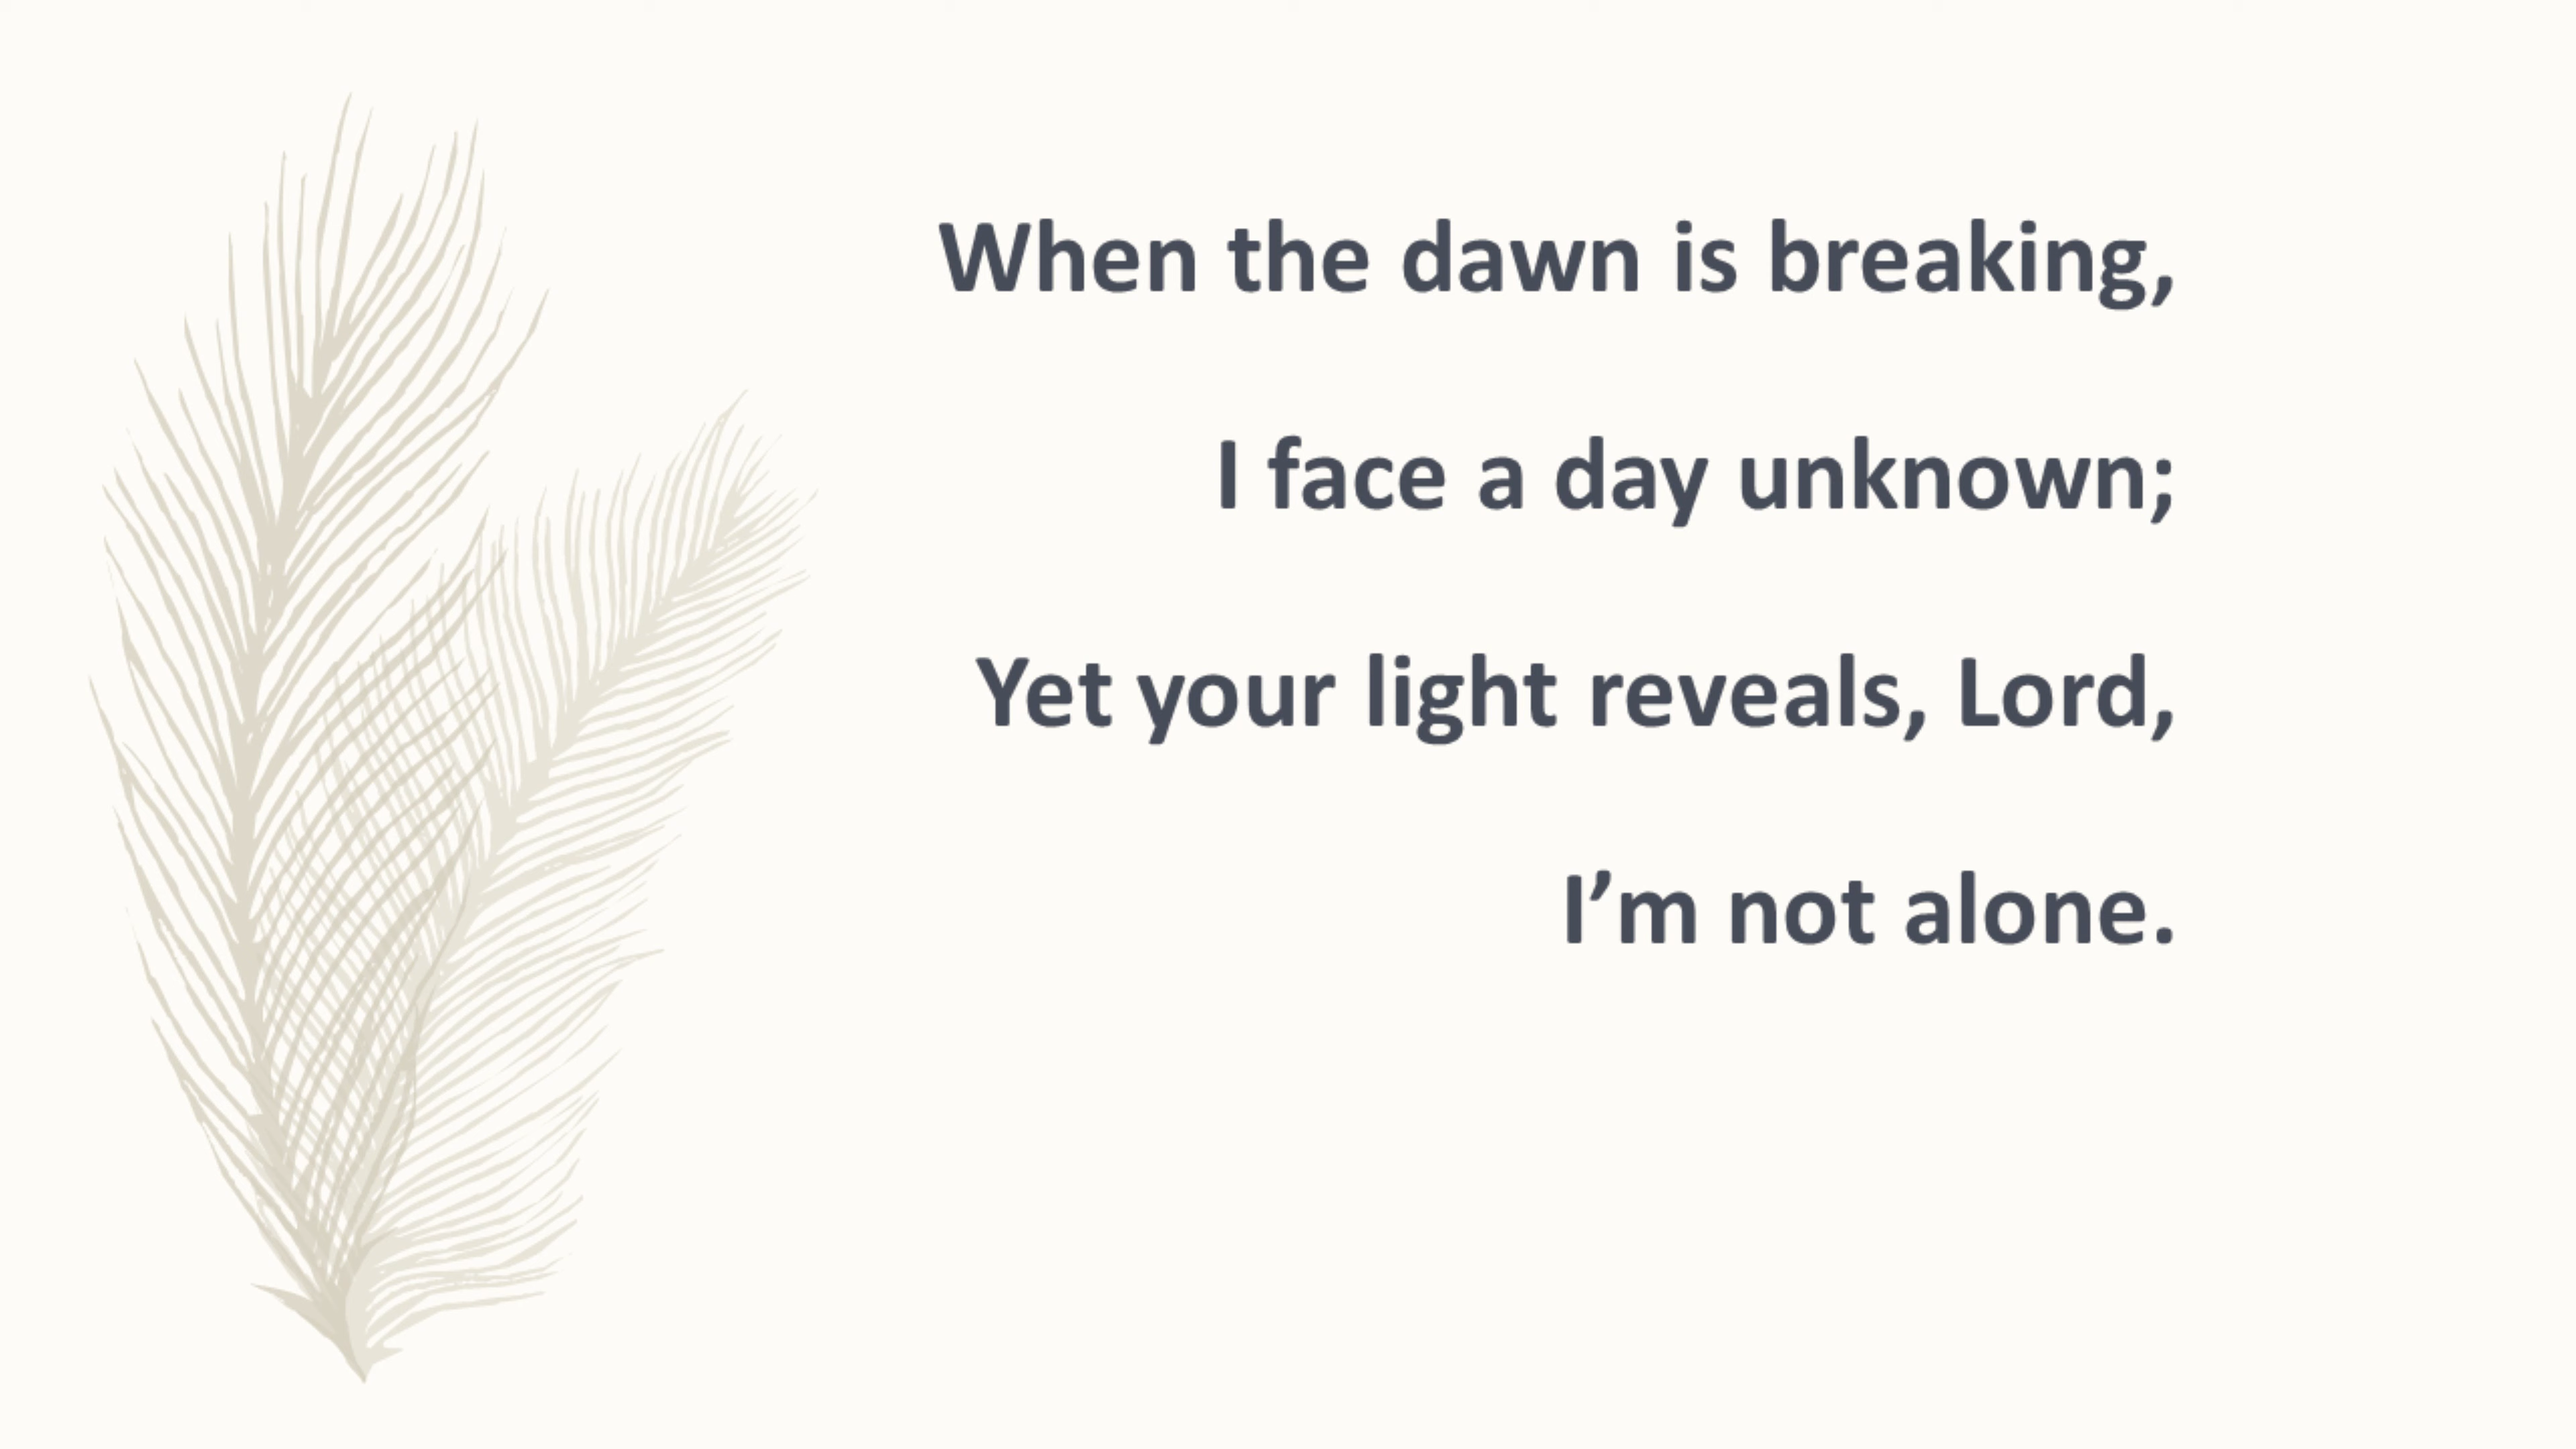 When the dawn is breaking,
I face a day unknown;
Yet your light reveals, Lord,
I’m not alone.